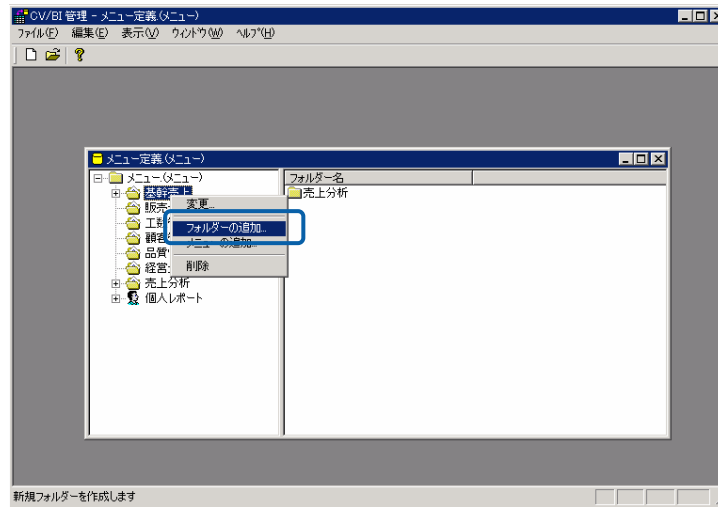 CV/BI 管理 - メニュー定義(メニュー)
ファイル(F) 編集(E) 表示(V) ウィンドウ(W) ヘルプ(H)
メニュー定義(メニュー)
メニュー(メニュー)
フォルダー名
基幹売上
売上分析
販売
変更...
工数
フォルダーの追加...
顧客
メニューの追加...
品質
経営
削除
売上分析
個人レポート
新規フォルダーを作成します